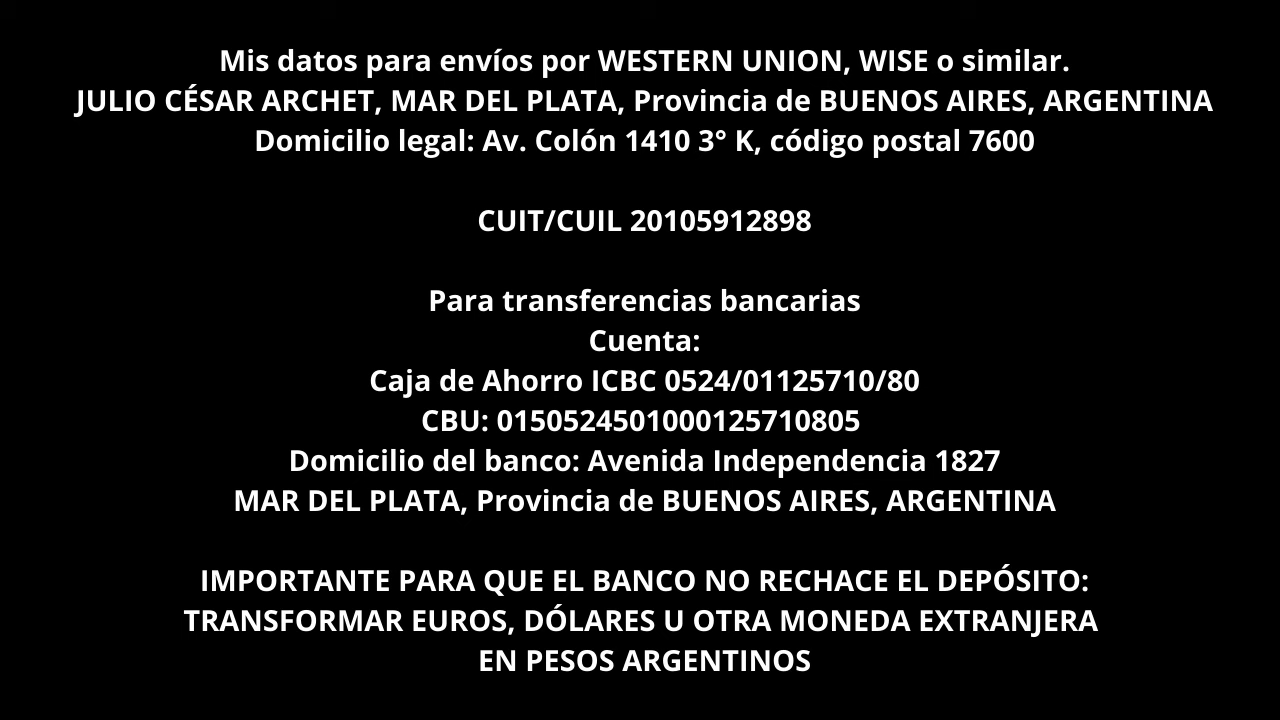 Mis datos para envíos por WESTERN UNION, WISE o similar.
JULIO CÉSAR ARCHET, MAR DEL PLATA, Provincia de BUENOS AIRES, ARGENTINA
Domicilio legal: Av. Colón 1410 3° K, código postal 7600
CUIT/CUIL 20105912898
Para transferencias bancarias
Cuenta:
Caja de Ahorro ICBC 0524/01125710/80
CBU: 0150524501000125710805
Domicilio del banco: Avenida Independencia 1827
MAR DEL PLATA, Provincia de BUENOS AIRES, ARGENTINA
IMPORTANTE PARA QUE EL BANCO NO RECHACE EL DEPÓSITO:
TRANSFORMAR EUROS, DÓLARES U OTRA MONEDA EXTRANJERA
EN PESOS ARGENTINOS